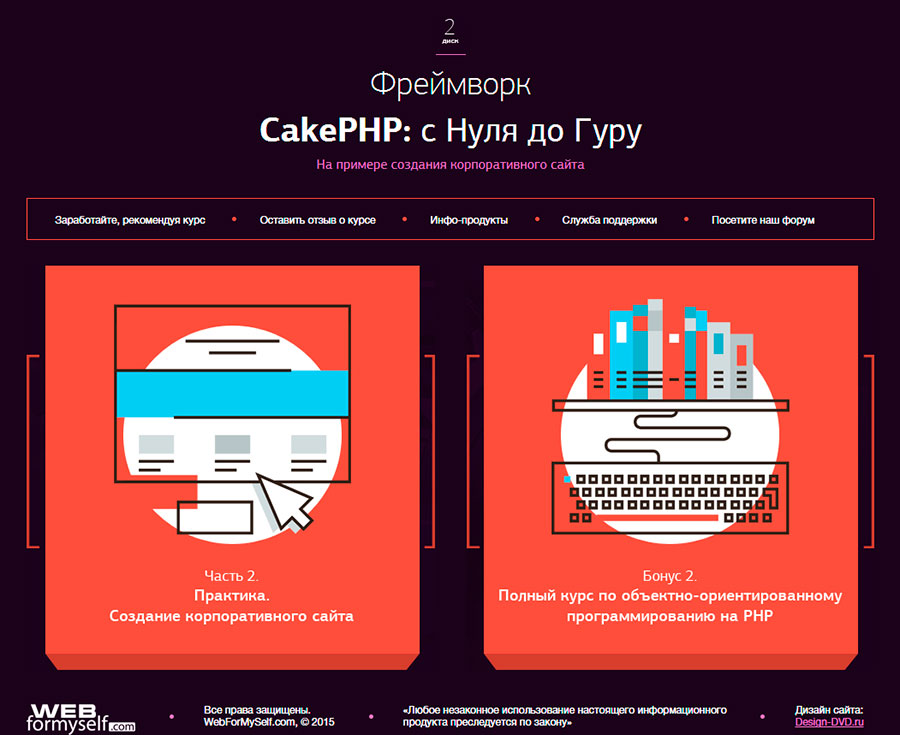 2
диск
Фреймворк
CakePHP: с Нуля до Гуру
На примере создания корпоративного сайта
Заработайте, рекомендуя курс • Оставить отзыв о курсе • Инфо-продукты • Служба поддержки • Посетите наш форум
Часть 2.
Практика.
Создание корпоративного сайта
Бонус 2.
Полный курс по объектно-ориентированному
программированию на PHP
WEB
formyself.com
Все права защищены.
WebForMySelf.com, © 2015
«Любое незаконное использование настоящего информационного
продукта преследуется по закону»
Дизайн сайта:
Design-DVD.ru